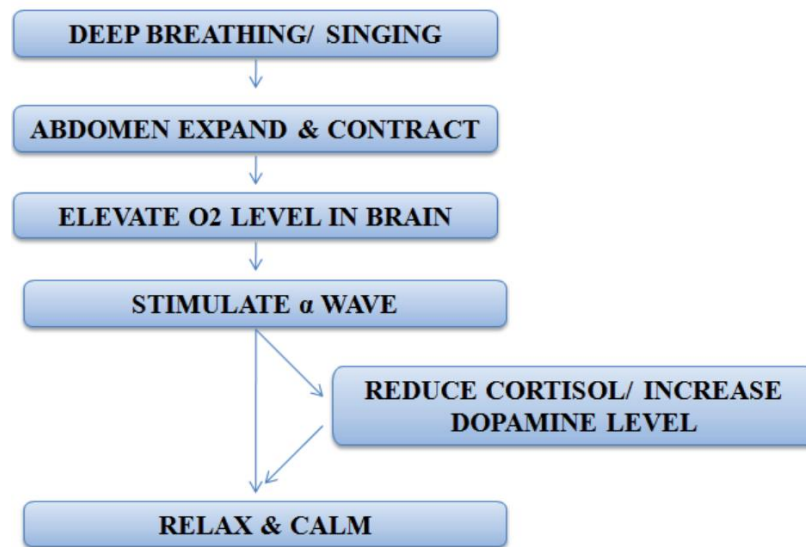 DEEP BREATHING/ SINGING
ABDOMEN EXPAND & CONTRACT
ELEVATE O2 LEVEL IN BRAIN
STIMULATE α WAVE
REDUCE CORTISOL/ INCREASE
DOPAMINE LEVEL
RELAX & CALM